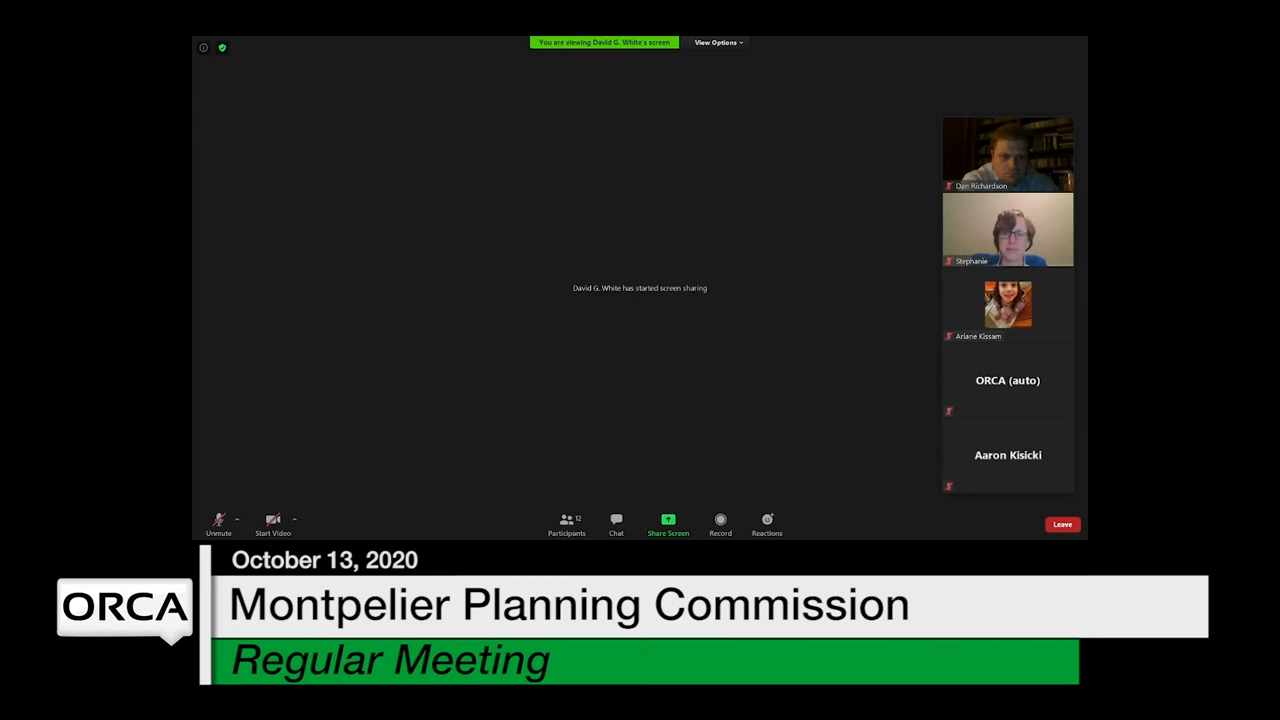 You are viewing David G. White's screen
View Options
Dan Richardson
Stephanie
David G. White has started screen sharing
Ariane Kissam
ORCA (auto)
Aaron Kisicki
Unmute
Start Video
12
Participants
Chat
Share Screen
Record
Reactions
Leave
October 13, 2020
ORCA
Montpelier Planning Commission
Regular Meeting